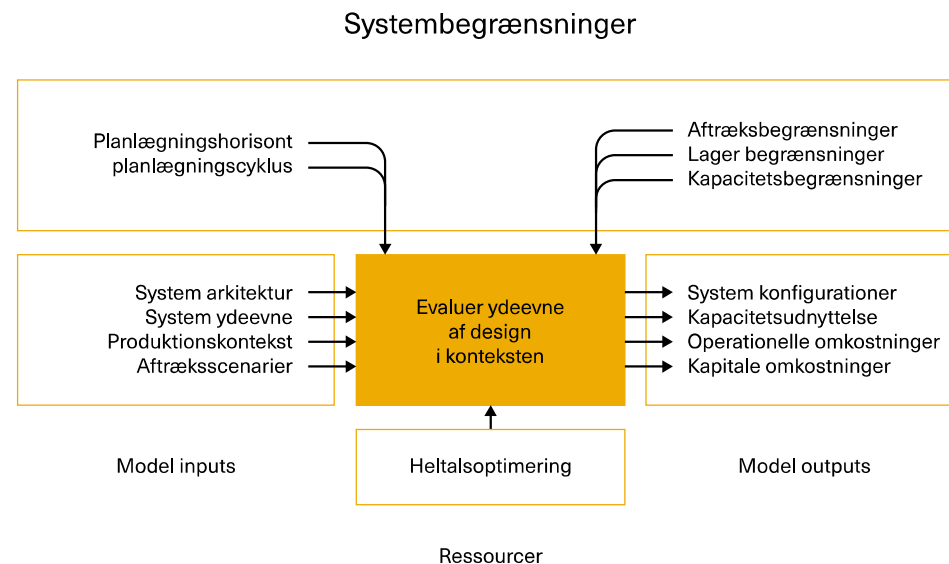 Systembegrænsninger
Planlægningshorisont
planlægningscyklus
Aftræksbegrænsninger
Lager begrænsninger
Kapacitetsbegrænsninger
System arkitektur
System ydeevne
Produktionskontekst
Aftræksscenarier
Evaluer ydeevne
af design
i konteksten
System konfigurationer
Kapacitetsudnyttelse
Operationelle omkostninger
Kapitale omkostninger
Model inputs
Heltalsoptimering
Model outputs
Ressourcer